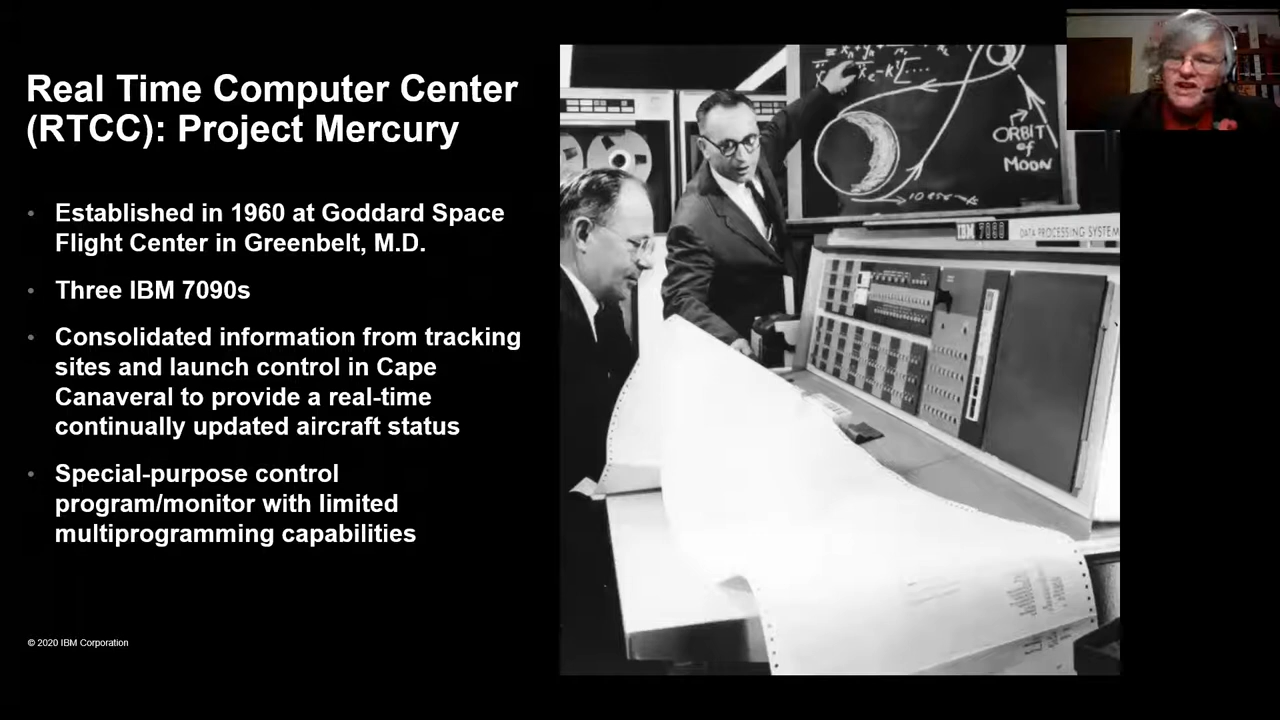 Real Time Computer Center
(RTCC): Project Mercury
• Established in 1960 at Goddard Space
Flight Center in Greenbelt, M.D.
• Three IBM 7090s
• Consolidated information from tracking
sites and launch control in Cape
Canaveral to provide a real-time
continually updated aircraft status
• Special-purpose control
program/monitor with limited
multiprogramming capabilities
© 2020 IBM Corporation
ORBIT
of
MOON
IBM DATA PROCESSING SYSTEM